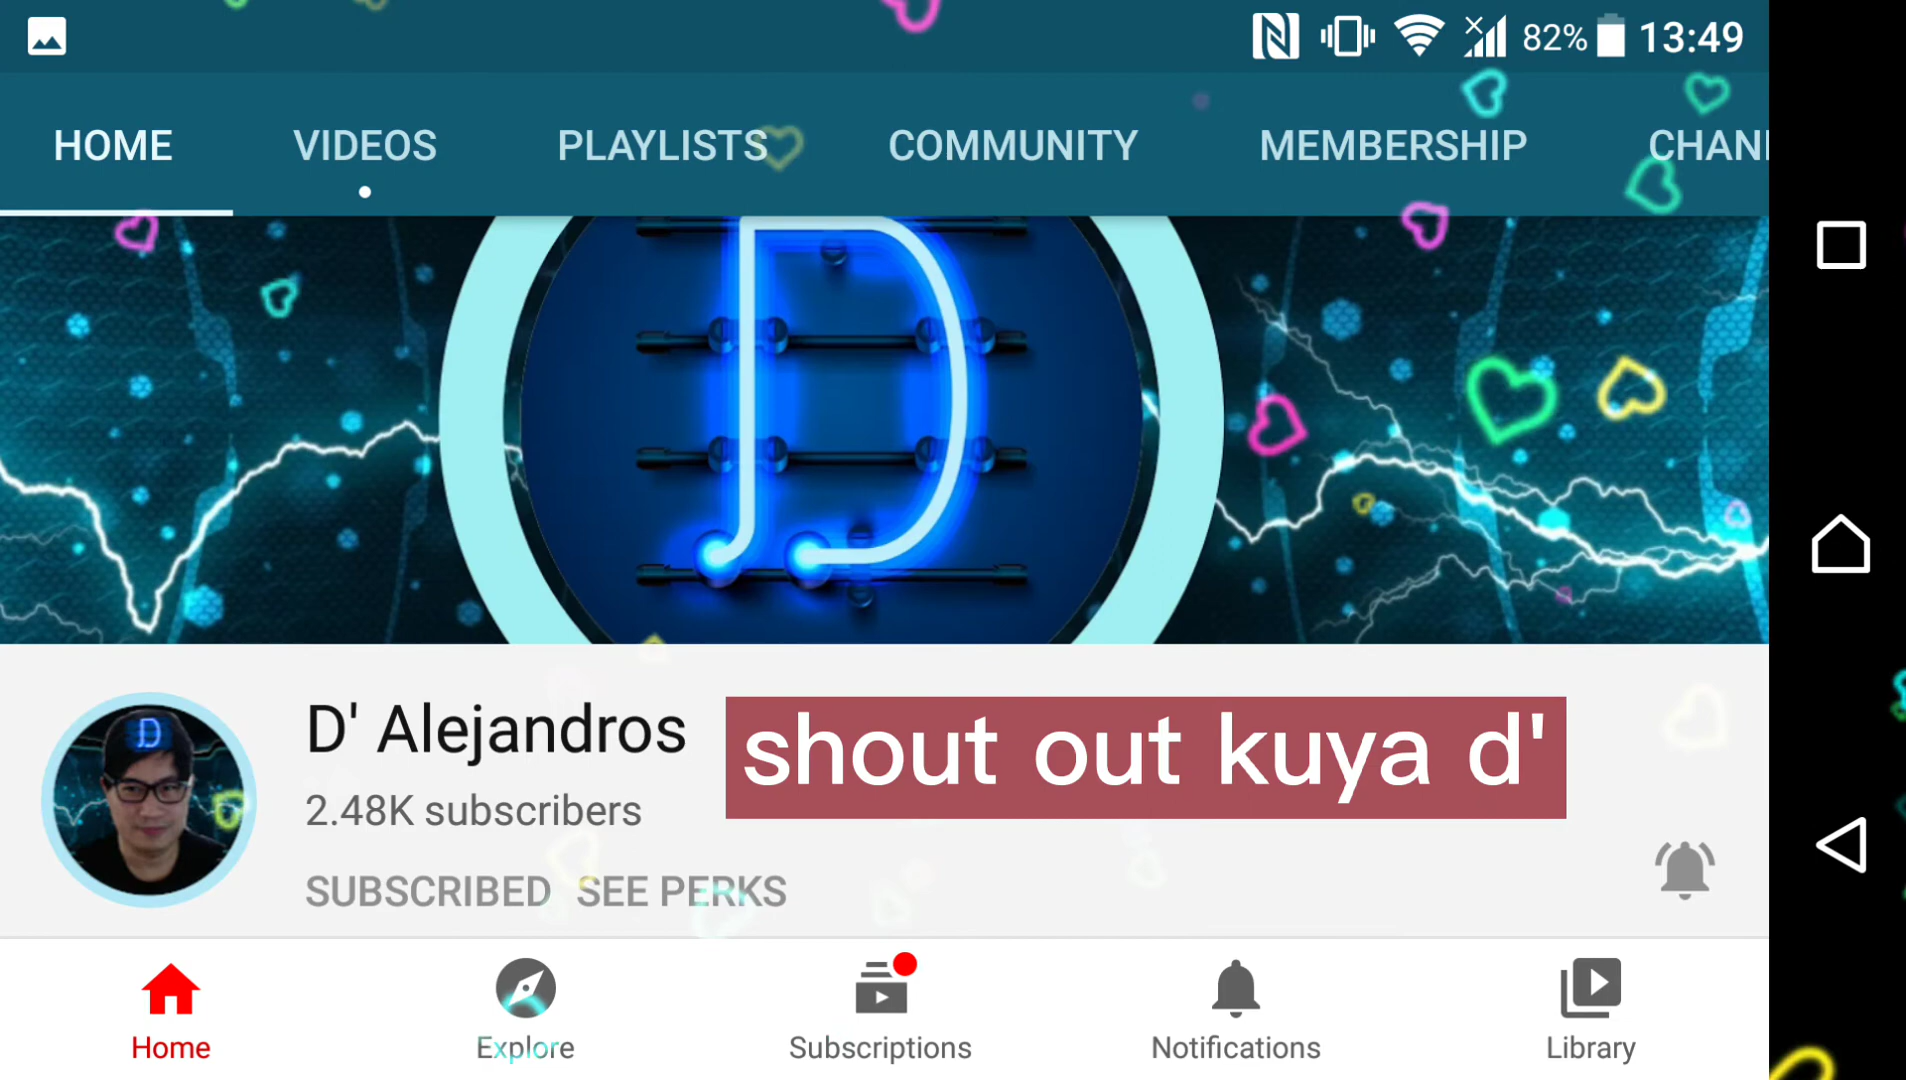 82% 13:49
HOME VIDEOS PLAYLISTS COMMUNITY MEMBERSHIP CHAN
D
D
D' Alejandros
shout out kuya d'
2.48K subscribers
SUBSCRIBED SEE PERKS
Home Explore Subscriptions Notifications Library